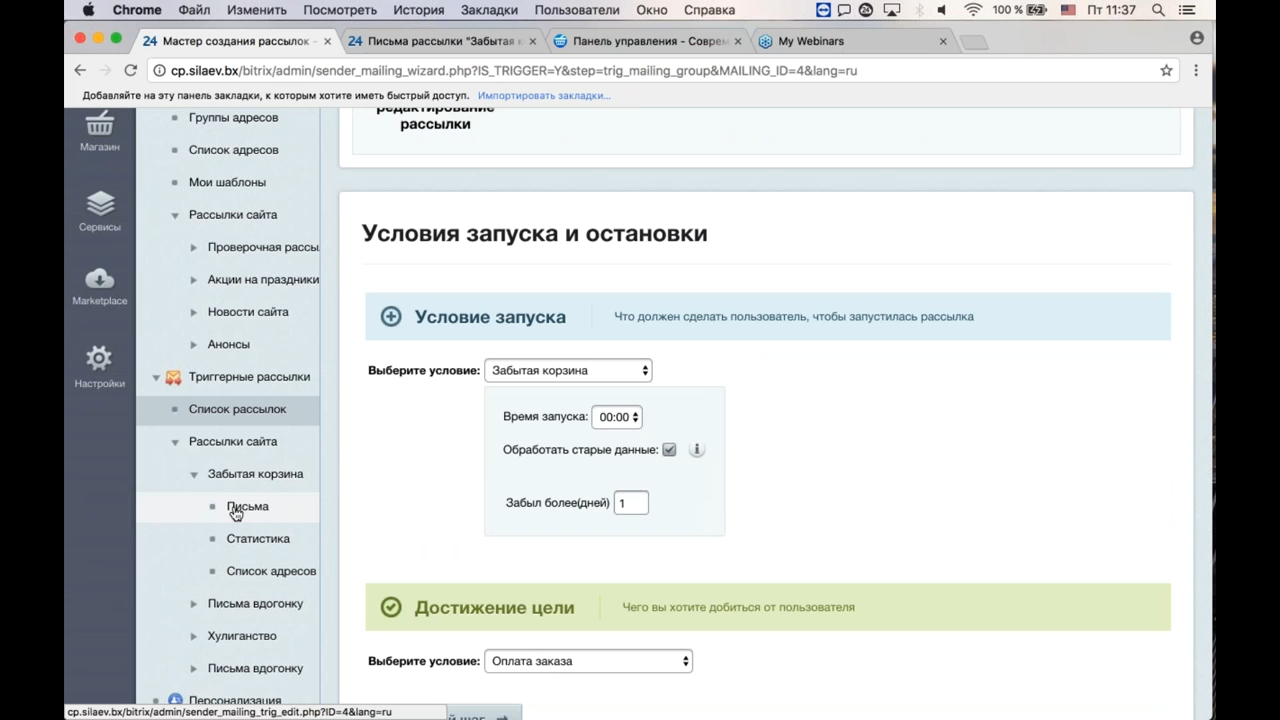 Chrome Файл Изменить Посмотреть История Закладки Пользователи Окно Справка 100 % Пт 11:37
24 Мастер создания рассылок - × 24 Письма рассылки "Забытая к × Панель управления - Соврем × My Webinars ×
cp.silaev.bx/bitrix/admin/sender_mailing_wizard.php?IS_TRIGGER=Y&step=trig_mailing_group&MAILING_ID=4&lang=ru
Добавляйте на эту панель закладки, к которым хотите иметь быстрый доступ. Импортировать закладки...
Магазин
Сервисы
Marketplace
Настройки
Группы адресов
Список адресов
Мои шаблоны
Рассылки сайта
Проверочная рассы
Акции на праздники
Новости сайта
Анонсы
Триггерные рассылки
Список рассылок
Рассылки сайта
Забытая корзина
Письма
Статистика
Список адресов
Письма вдогонку
Хулиганство
Письма вдогонку
Персонализация
редактирование
рассылки
Условия запуска и остановки
Условие запуска Что должен сделать пользователь, чтобы запустилась рассылка
Выберите условие: Забытая корзина
Время запуска: 00:00
Обработать старые данные:
Забыл более(дней) 1
Достижение цели Чего вы хотите добиться от пользователя
Выберите условие: Оплата заказа
cp.silaev.bx/bitrix/admin/sender_mailing_trig_edit.php?ID=4&lang=ru